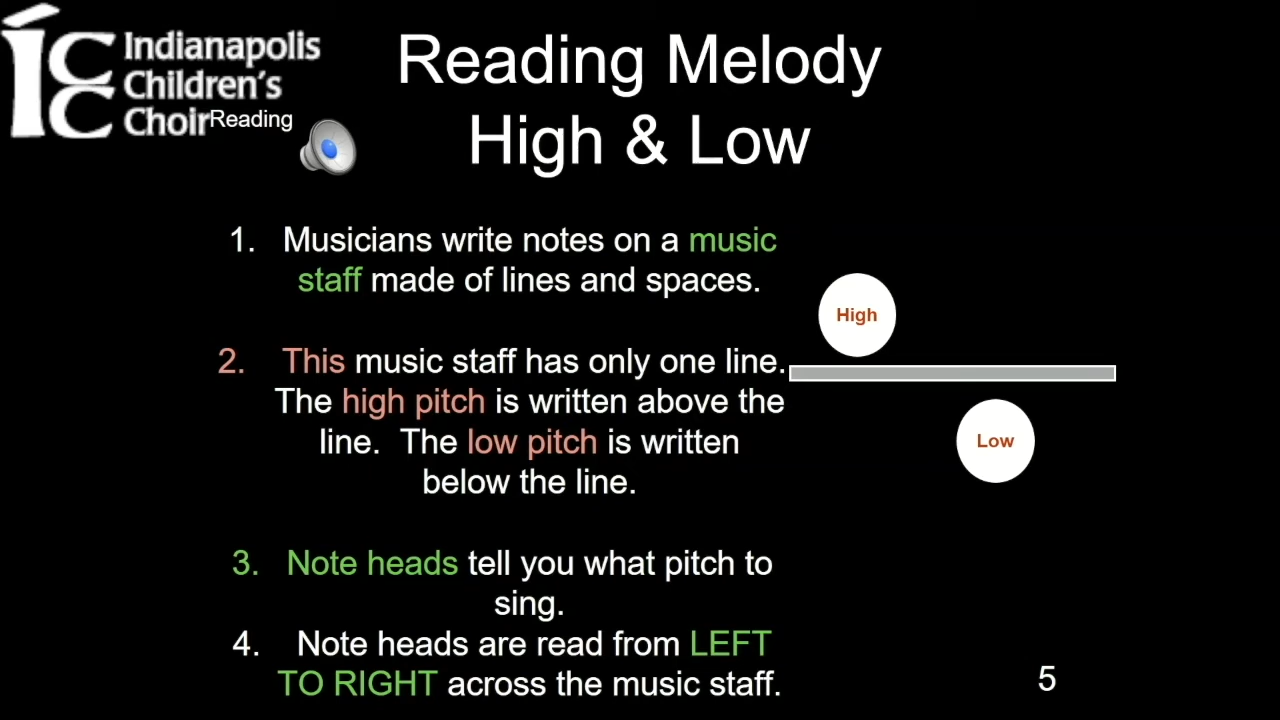 Indianapolis
Children's
Choir
Reading
Reading Melody
High & Low
1. Musicians write notes on a music
staff made of lines and spaces.
2. This music staff has only one line.
The high pitch is written above the
line. The low pitch is written
below the line.
3. Note heads tell you what pitch to
sing.
4. Note heads are read from LEFT
TO RIGHT across the music staff.
High
Low
5